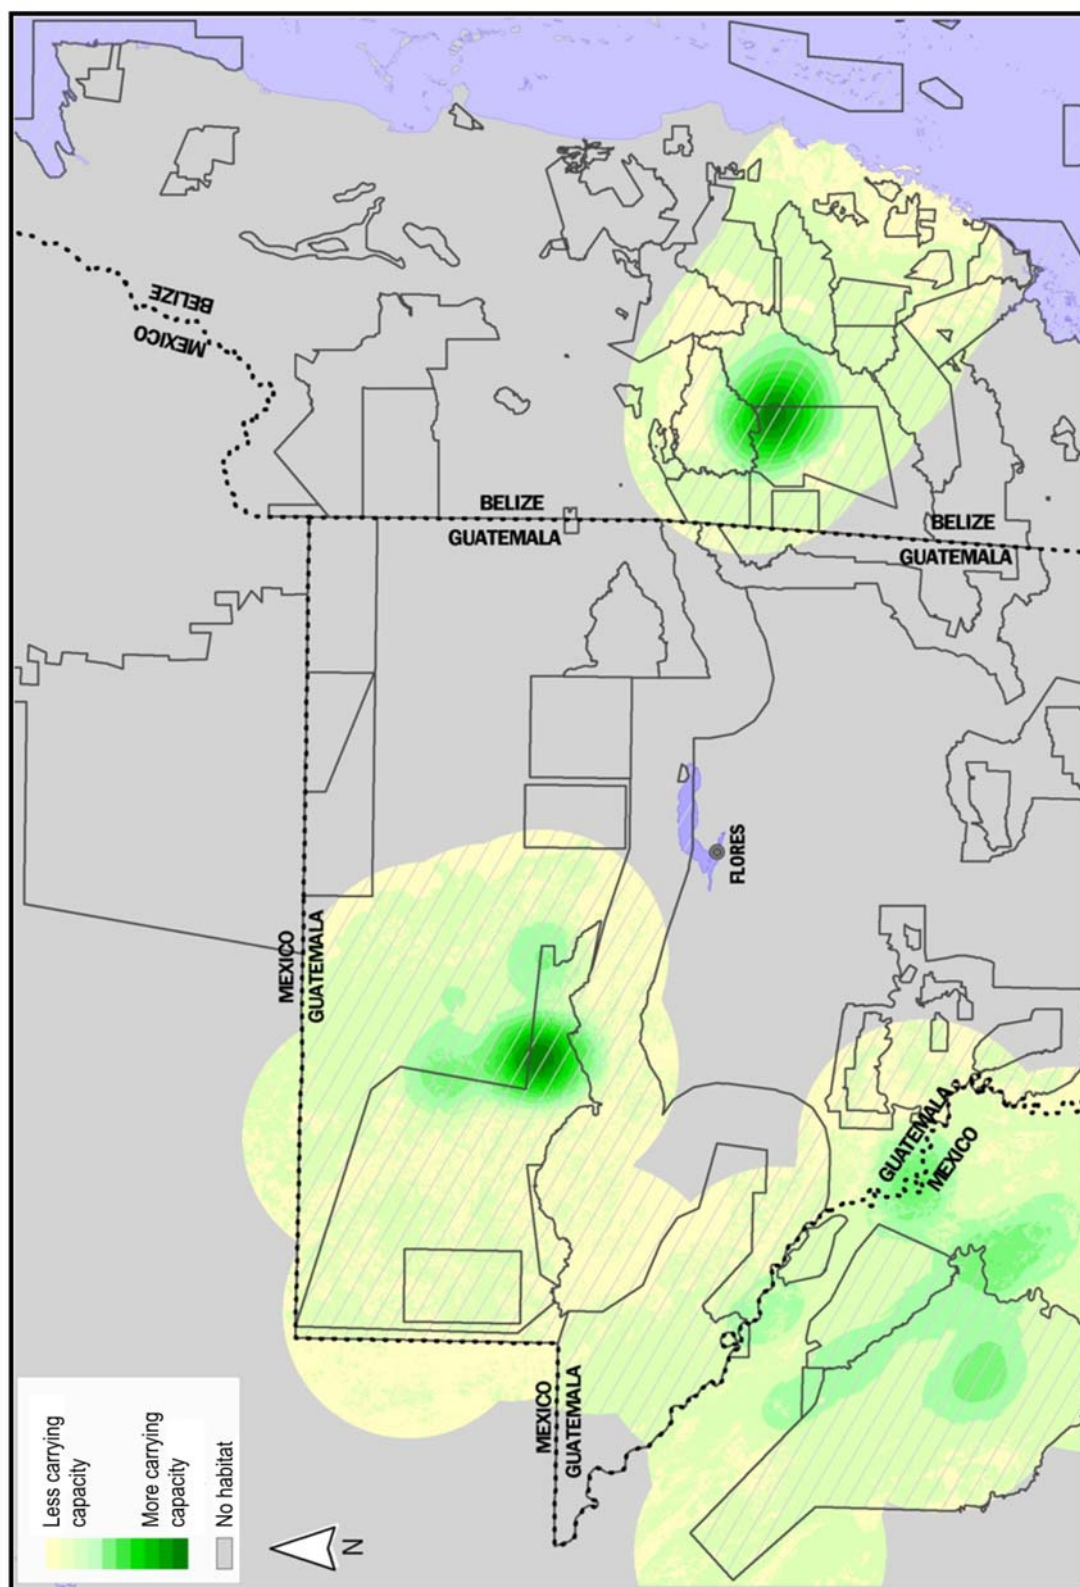 Less carrying
capacity
More carrying
capacity
No habitat
N
MEXICO
GUATEMALA
MEXICO
GUATEMALA
BELIZE
GUATEMALA
MEXICO
BELIZE
BELIZE
GUATEMALA
FLORES
GUATEMALA
MEXICO